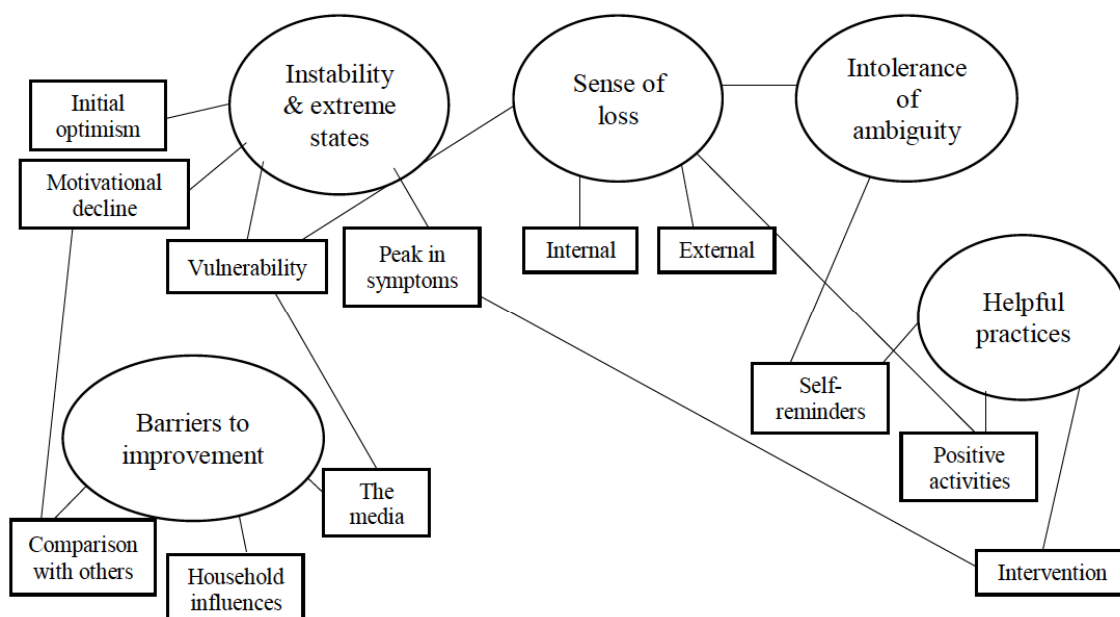 Instability
& extreme
states
Sense of
loss
Intolerance
of
ambiguity
Initial
optimism
Motivational
decline
Vulnerability
Peak in
symptoms
Internal
External
Helpful
practices
Self-
reminders
Positive
activities
Barriers to
improvement
The
media
Comparison
with others
Household
influences
Intervention